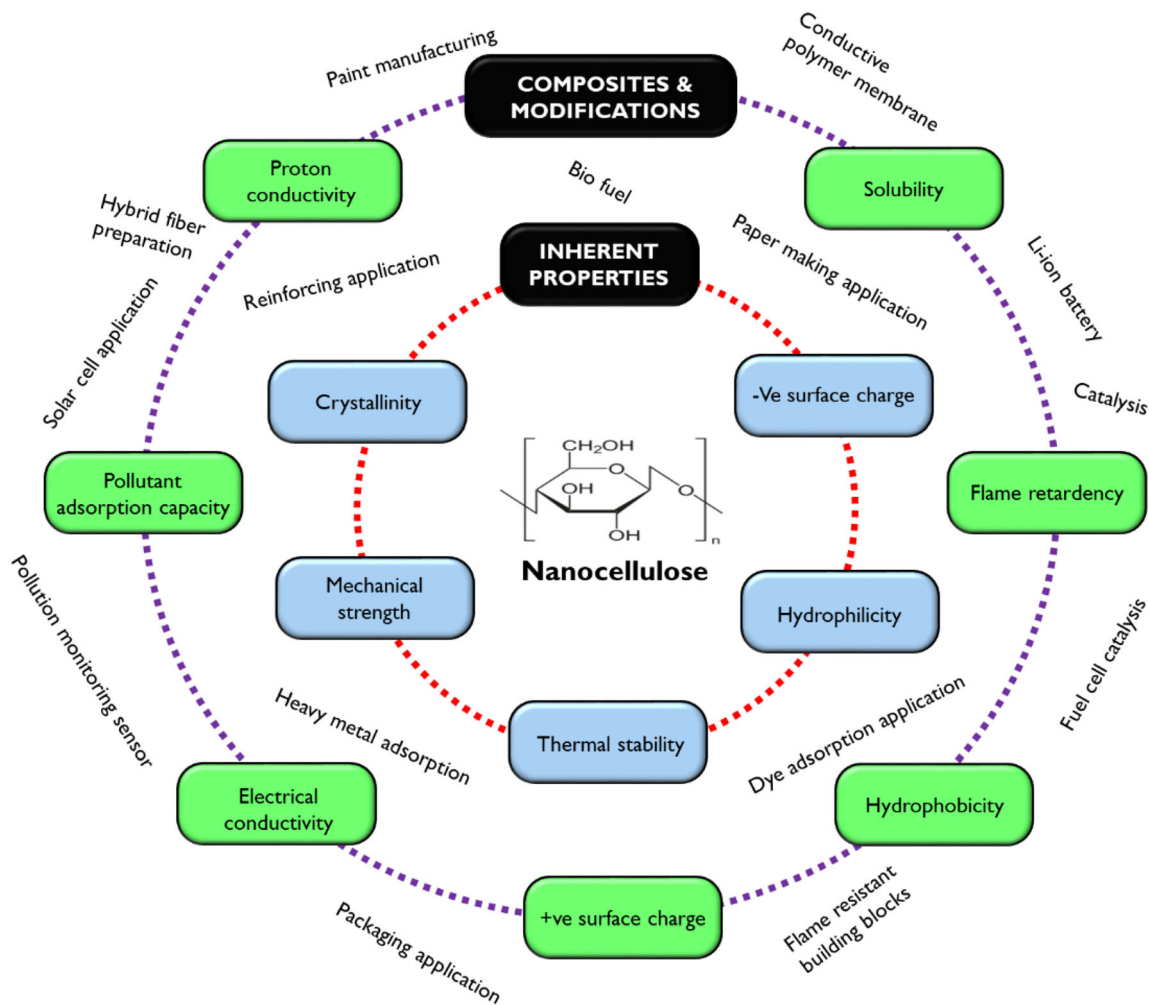 Paint manufacturing
COMPOSITES &
MODIFICATIONS
Conductive
polymer membrane
Proton
conductivity
Bio fuel
Solubility
Hybrid fiber
preparation
Reinforcing application
INHERENT
PROPERTIES
Paper making application
Li-ion battery
Solar cell application
Crystallinity
-Ve surface charge
Catalysis
Pollutant
adsorption capacity
CH₂OH
O
OH
O
OH
n
Nanocellulose
Flame retardency
Mechanical
strength
Hydrophilicity
Pollution monitoring sensor
Heavy metal adsorption
Thermal stability
Dye adsorption application
Fuel cell catalysis
Electrical
conductivity
Hydrophobicity
Packaging application
+ve surface charge
Flame resistant
building blocks